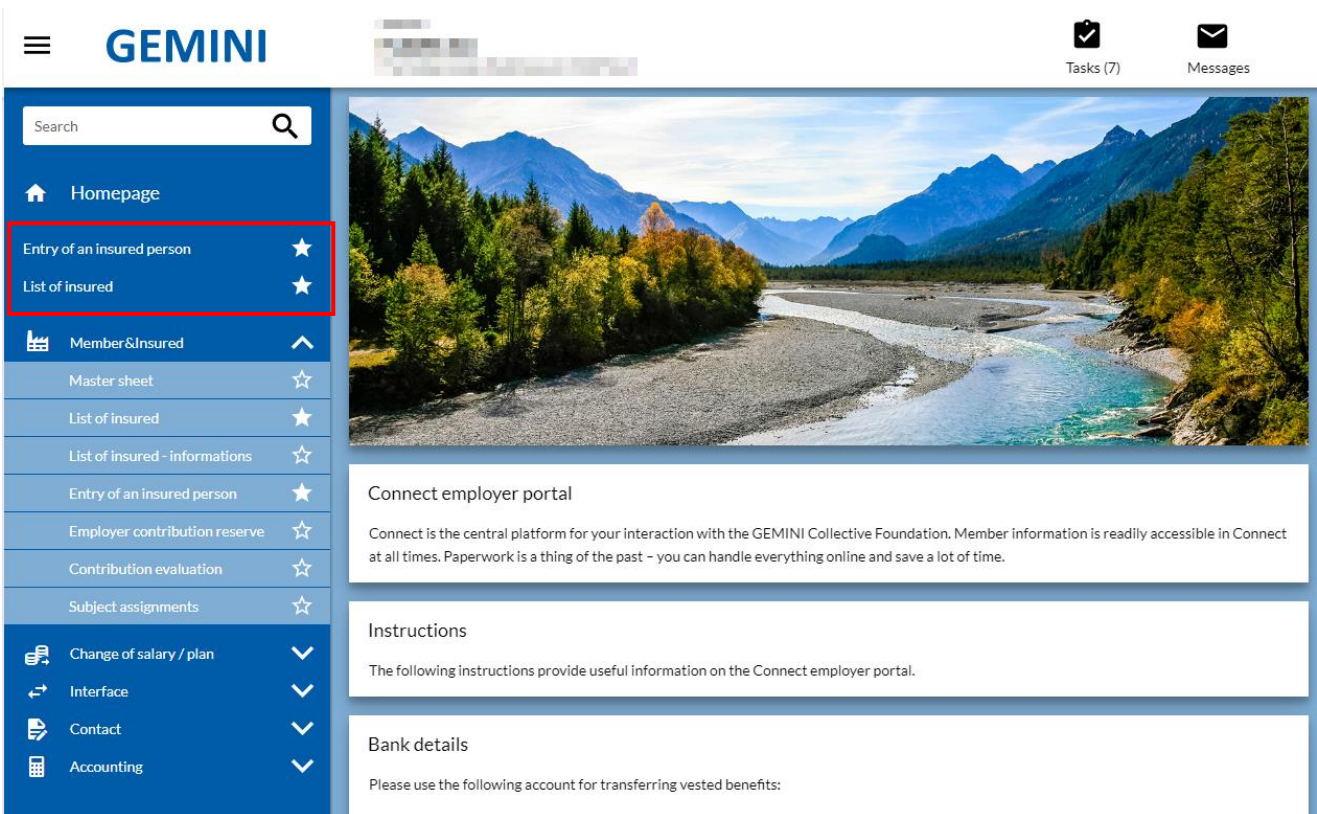 GEMINI
Tasks (7)
Messages
Search
Homepage
Entry of an insured person
List of insured
Member&Insured
Master sheet
List of insured
List of insured - informations
Entry of an insured person
Employer contribution reserve
Contribution evaluation
Subject assignments
Change of salary / plan
Interface
Contact
Accounting
Connect employer portal
Connect is the central platform for your interaction with the GEMINI Collective Foundation. Member information is readily accessible in Connect
at all times. Paperwork is a thing of the past – you can handle everything online and save a lot of time.
Instructions
The following instructions provide useful information on the Connect employer portal.
Bank details
Please use the following account for transferring vested benefits: